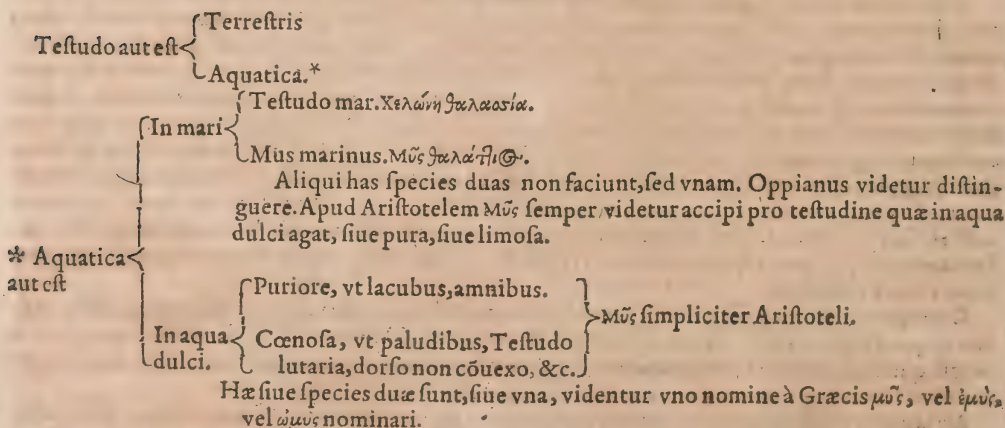 Terreſtris
Teſtudo aut eſt
Aquatica.*
Teſtudo mar. Χελώνη θαλασσία.
In mari
Mus marinus. Μῦς θαλάττιος.
Aliqui has ſpecies duas non faciunt, ſed vnam. Oppianus videtur diſtin-
guere. Apud Ariſtotelem Μῦς ſemper videtur accipi pro teſtudine quæ in aqua
dulci agat, ſiue pura, ſiue limoſa.
* Aquatica
aut eſt
Puriore, vt lacubus, amnibus.
Μῦς ſimpliciter Ariſtoteli.
In aqua
dulci.
Cœnoſa, vt paludibus, Teſtudo
lutaria, dorſo non cõuexo, &c.
Hæ ſiue ſpecies duæ ſunt, ſiue vna, videntur vno nomine à Græcis μῦς, vel ἐμὺς,
vel ὠμυς nominari.